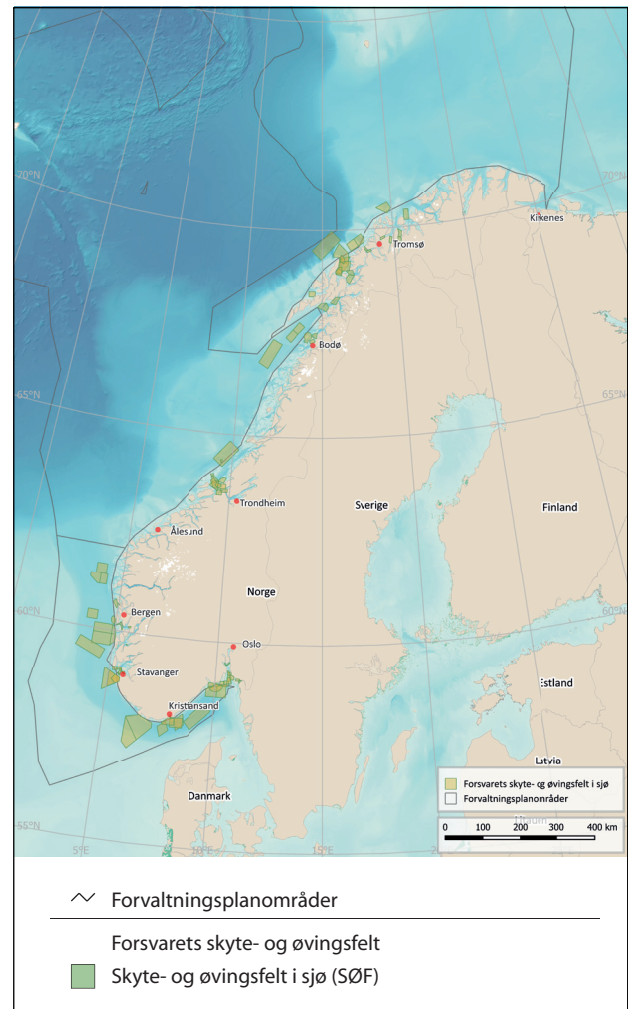 70°N
70°N
Kirkenes
Tromsø
Bodø
65°N
65°N
Trondheim
Sverige
Finland
Ålesund
Norge
60°N
60°N
Bergen
Oslo
Stavanger
Estland
Kristiansand
Latvia
Danmark
Forsvarets skyte- og øvingsfelt i sjø
Forvaltningsplanområder
0 100 200 300 400 km
55°N
5°E
10°E
15°E
Forvaltningsplanområder
Forsvarets skyte- og øvingsfelt
Skyte- og øvingsfelt i sjø (SØF)